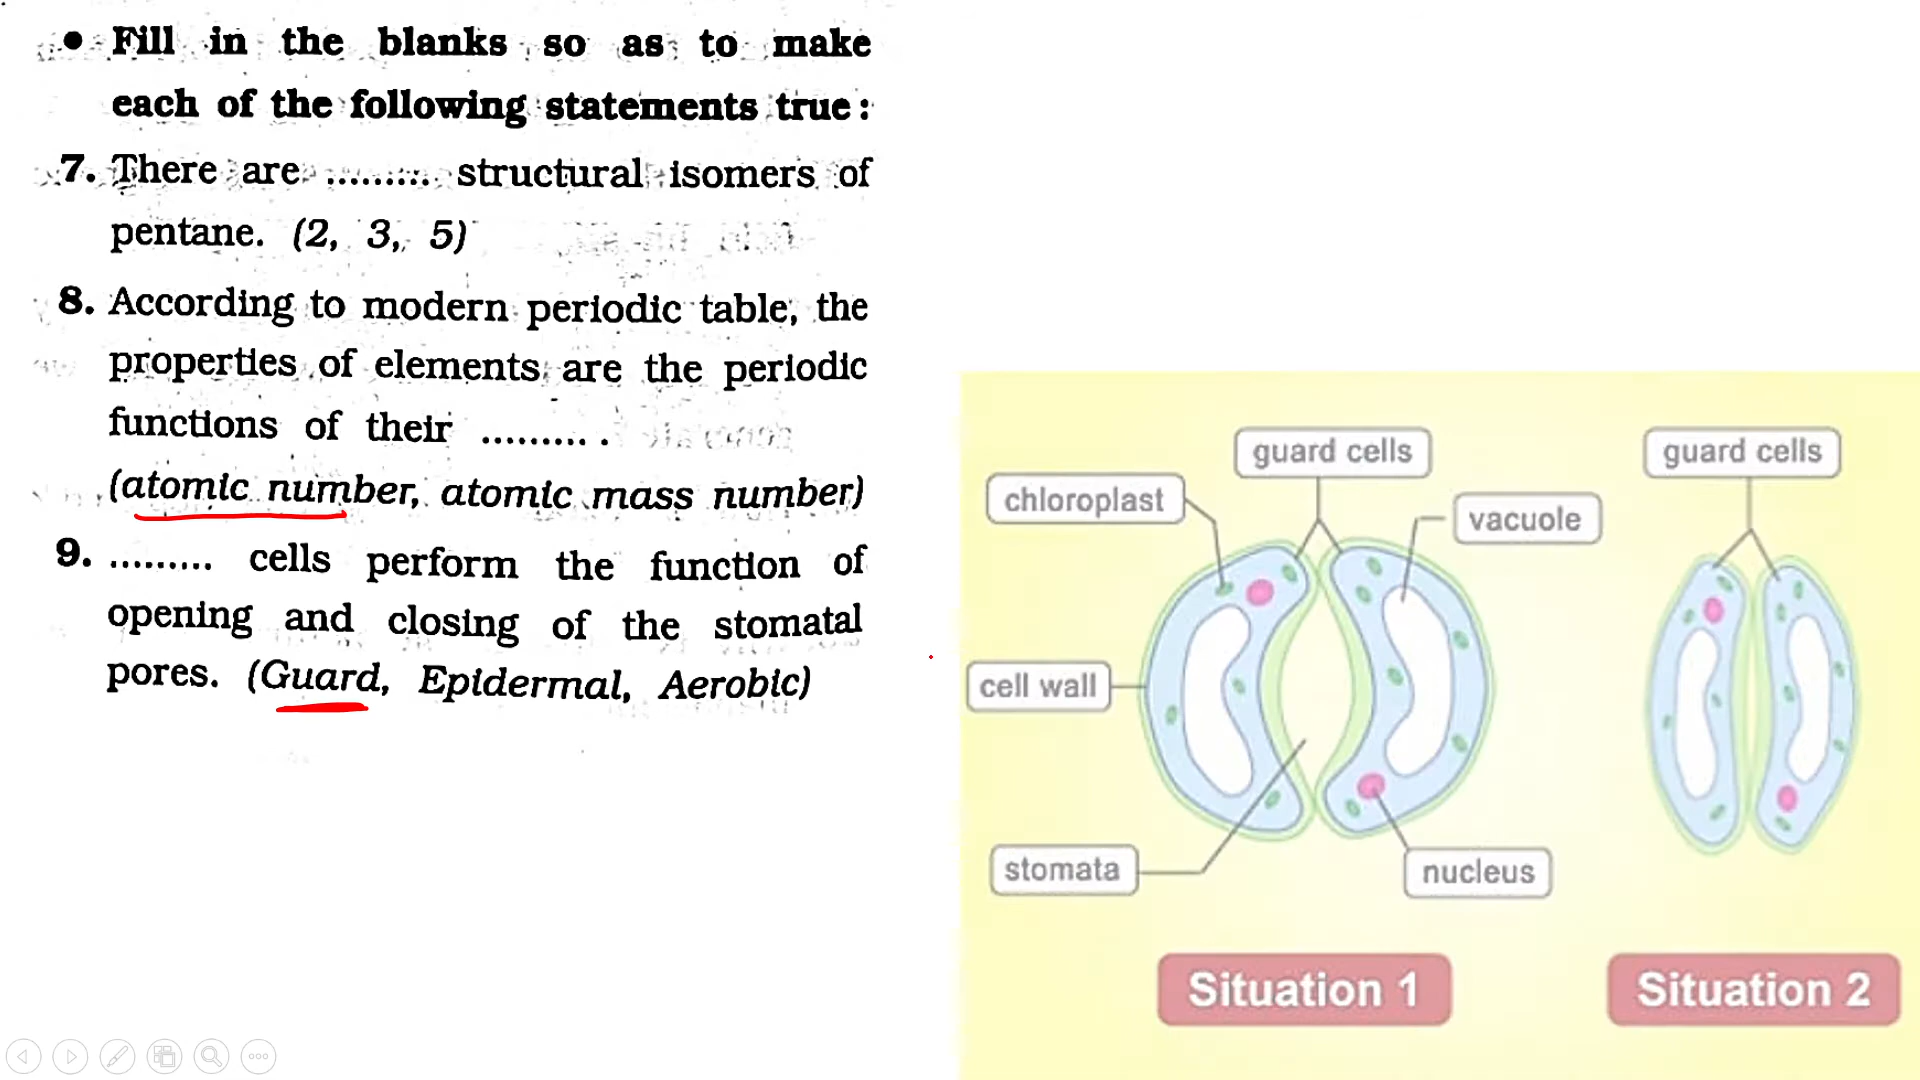 • Fill in the blanks so as to make
each of the following statements true :
7. There are .......... structural isomers of
pentane. (2, 3, 5)
8. According to modern periodic table, the
properties of elements are the periodic
functions of their .......... .
(atomic number, atomic mass number)
9. ......... cells perform the function of
opening and closing of the stomatal
pores. (Guard, Epidermal, Aerobic)
guard cells
guard cells
chloroplast
vacuole
cell wall
stomata
nucleus
Situation 1
Situation 2